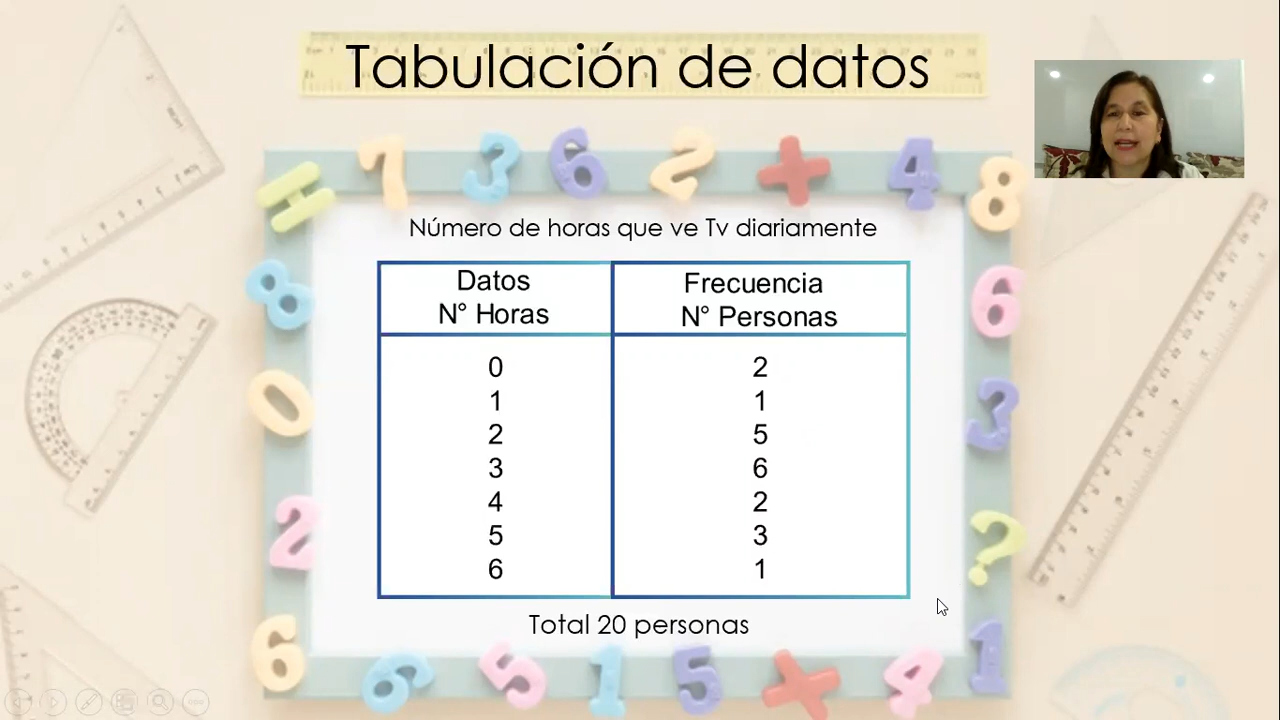 Tabulación de datos
Número de horas que ve Tv diariamente
Datos
N° Horas
Frecuencia
N° Personas
0 2
1 1
2 5
3 6
4 2
5 3
6 1
Total 20 personas